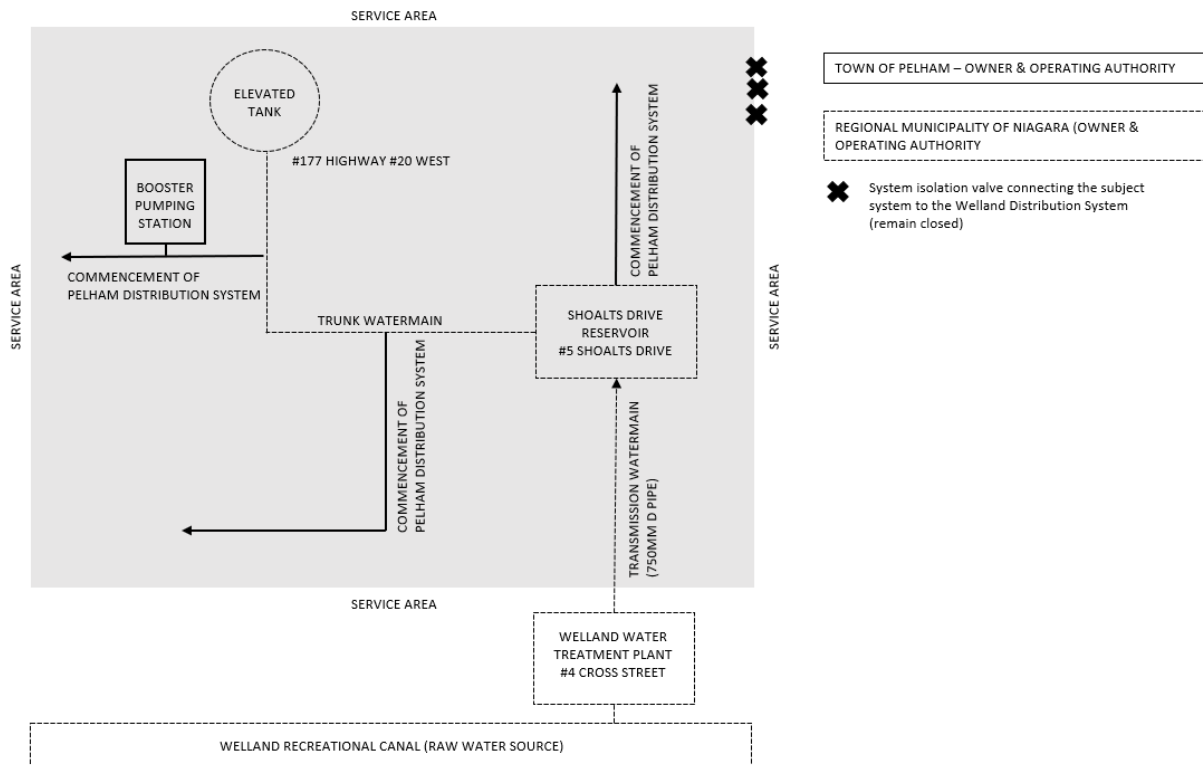 SERVICE AREA
ELEVATED
TANK
#177 HIGHWAY #20 WEST
BOOSTER
PUMPING
STATION
COMMENCEMENT OF
PELHAM DISTRIBUTION SYSTEM
COMMENCEMENT OF
PELHAM DISTRIBUTION SYSTEM
SERVICE AREA
SERVICE AREA
TRUNK WATERMAIN
SHOALTS DRIVE
RESERVOIR
#5 SHOALTS DRIVE
COMMENCEMENT OF
PELHAM DISTRIBUTION SYSTEM
TRANSMISSION WATERMAIN
(750MM D PIPE)
SERVICE AREA
WELLAND WATER
TREATMENT PLANT
#4 CROSS STREET
WELLAND RECREATIONAL CANAL (RAW WATER SOURCE)
TOWN OF PELHAM – OWNER & OPERATING AUTHORITY
REGIONAL MUNICIPALITY OF NIAGARA (OWNER &
OPERATING AUTHORITY
System isolation valve connecting the subject
system to the Welland Distribution System
(remain closed)